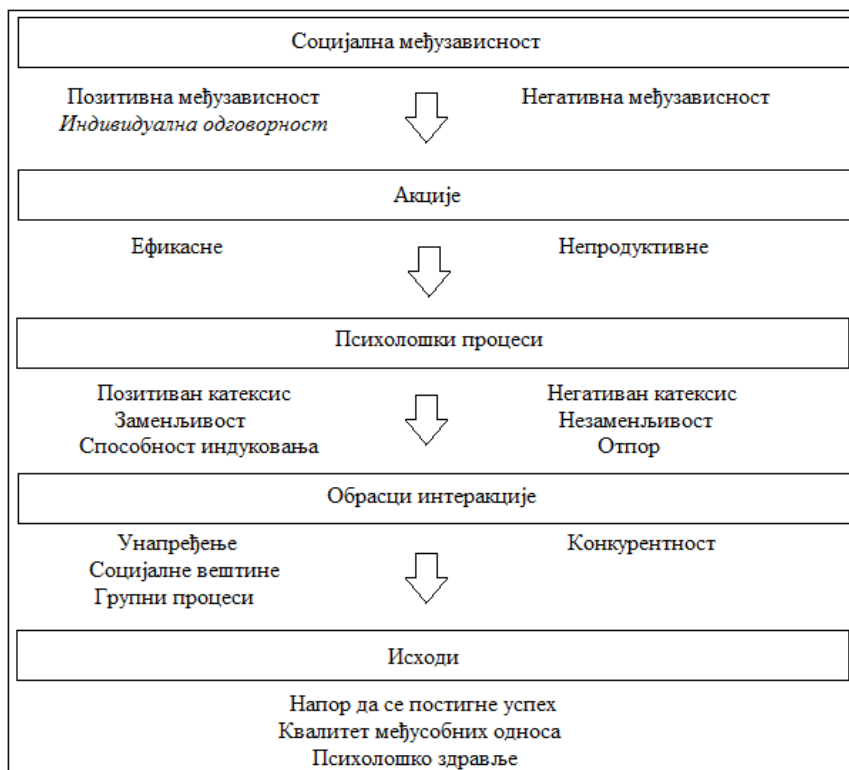 Социјална међузависност
Позитивна међузависност
Негативна међузависност
Индивидуална одговорност
Акције
Ефикасне
Непродуктивне
Психолошки процеси
Позитиван катексис
Негативан катексис
Заменљивост
Незаменљивост
Способност индуковања
Отпор
Обрасци интеракције
Унапређење
Конкурентност
Социјалне вештине
Групни процеси
Исходи
Напор да се постигне успех
Квалитет међусобних односа
Психолошко здравље